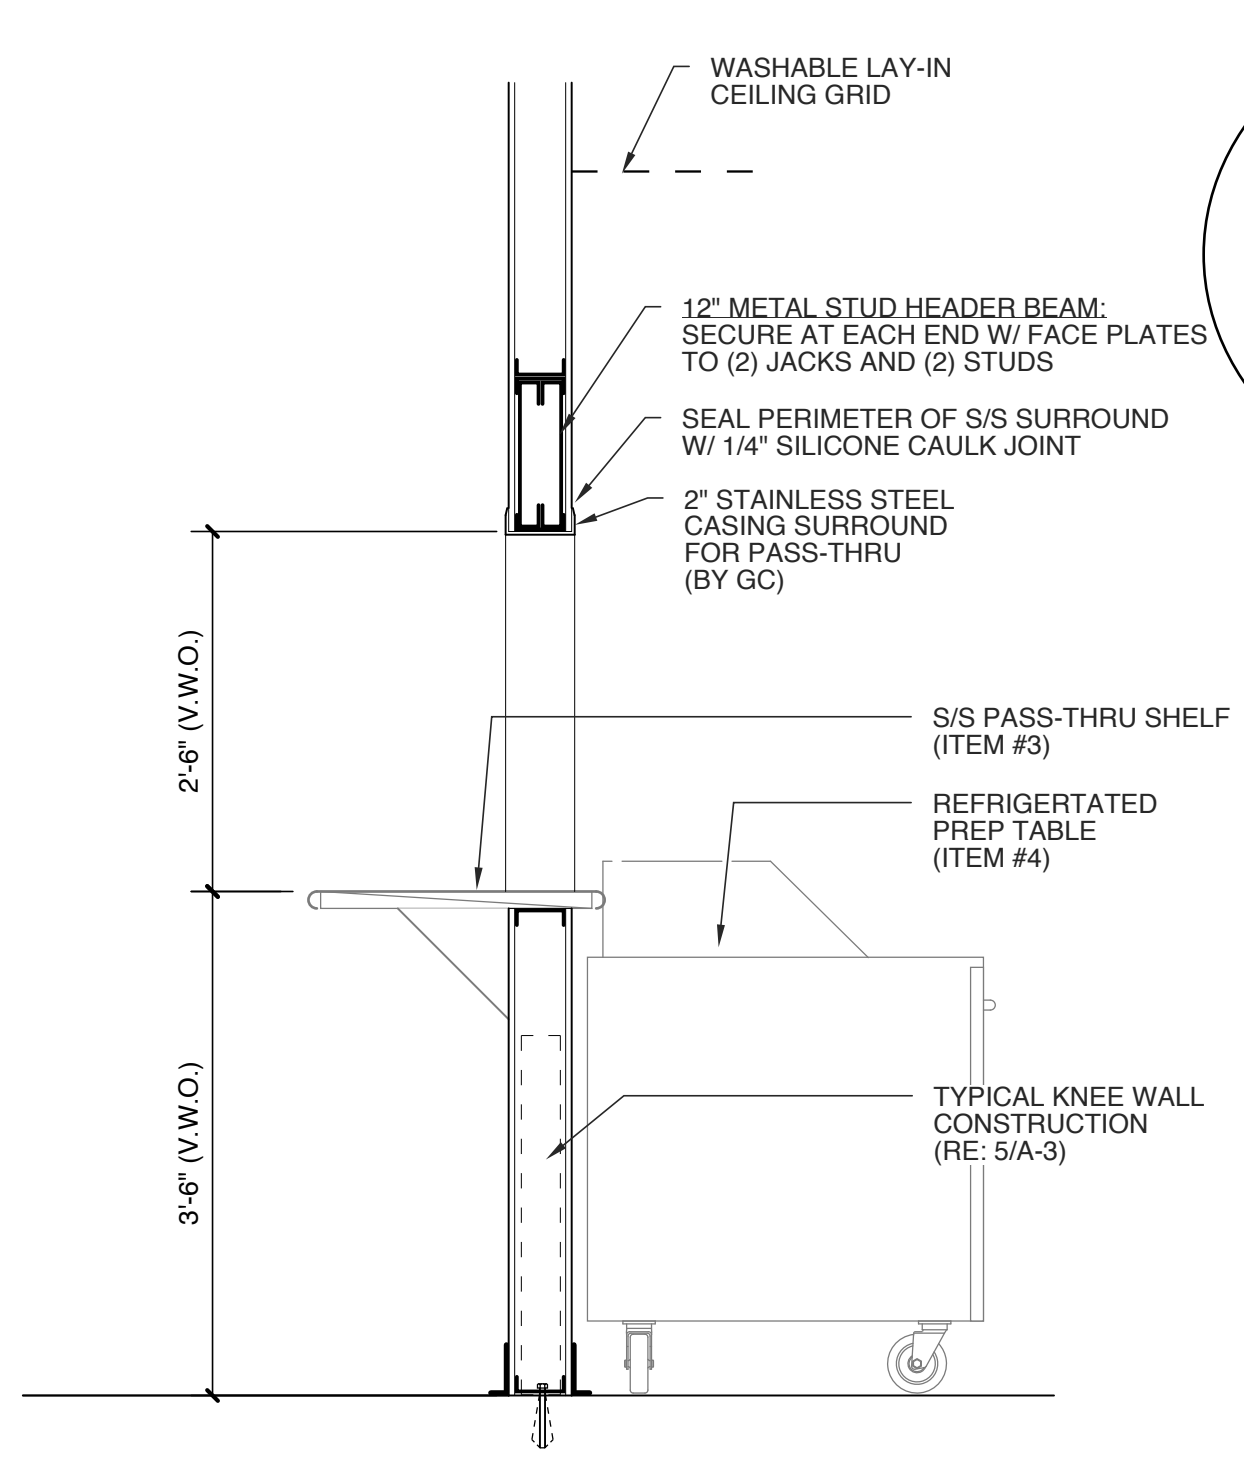 WASHABLE LAY-IN
CEILING GRID
12" METAL STUD HEADER BEAM:
SECURE AT EACH END W/ FACE PLATES
TO (2) JACKS AND (2) STUDS
SEAL PERIMETER OF S/S SURROUND
W/ 1/4" SILICONE CAULK JOINT
2" STAINLESS STEEL
CASING SURROUND
FOR PASS-THRU
(BY GC)
2'-6" (V.W.O.)
S/S PASS-THRU SHELF
(ITEM #3)
REFRIGERTATED
PREP TABLE
(ITEM #4)
3'-6" (V.W.O.)
TYPICAL KNEE WALL
CONSTRUCTION
(RE: 5/A-3)